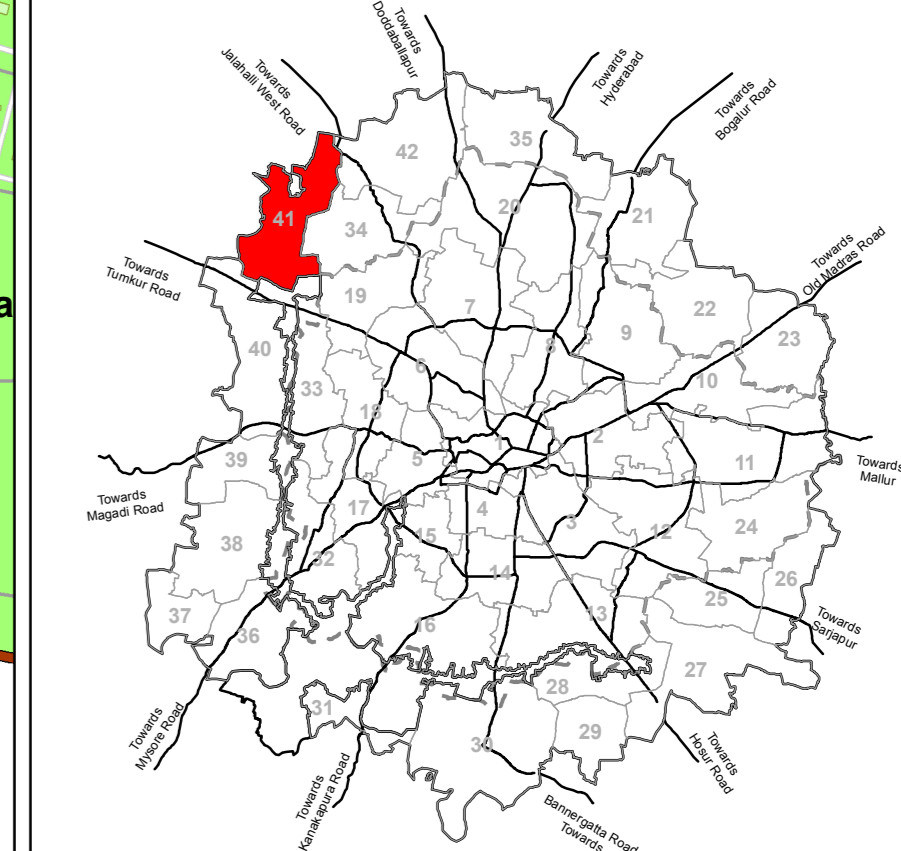 Towards
Doddaballapur
Towards
Jalahalli West Road
Towards
Hyderabad
Towards
Bogalur Road
42
35
41
34
20
21
Towards
Old Madras Road
Towards
Tumkur Road
19
7
22
9
23
40
8
6
33
10
18
1
2
39
5
11
Towards
Mallur
Towards
Magadi Road
17
4
3
24
38
15
12
32
14
26
25
37
16
13
36
Towards
Sarjapur
27
28
31
30
29
Towards
Mysore Road
Towards
Kanakapura Road
Towards
Hosur Road
Bannergatta Road
Towards
a